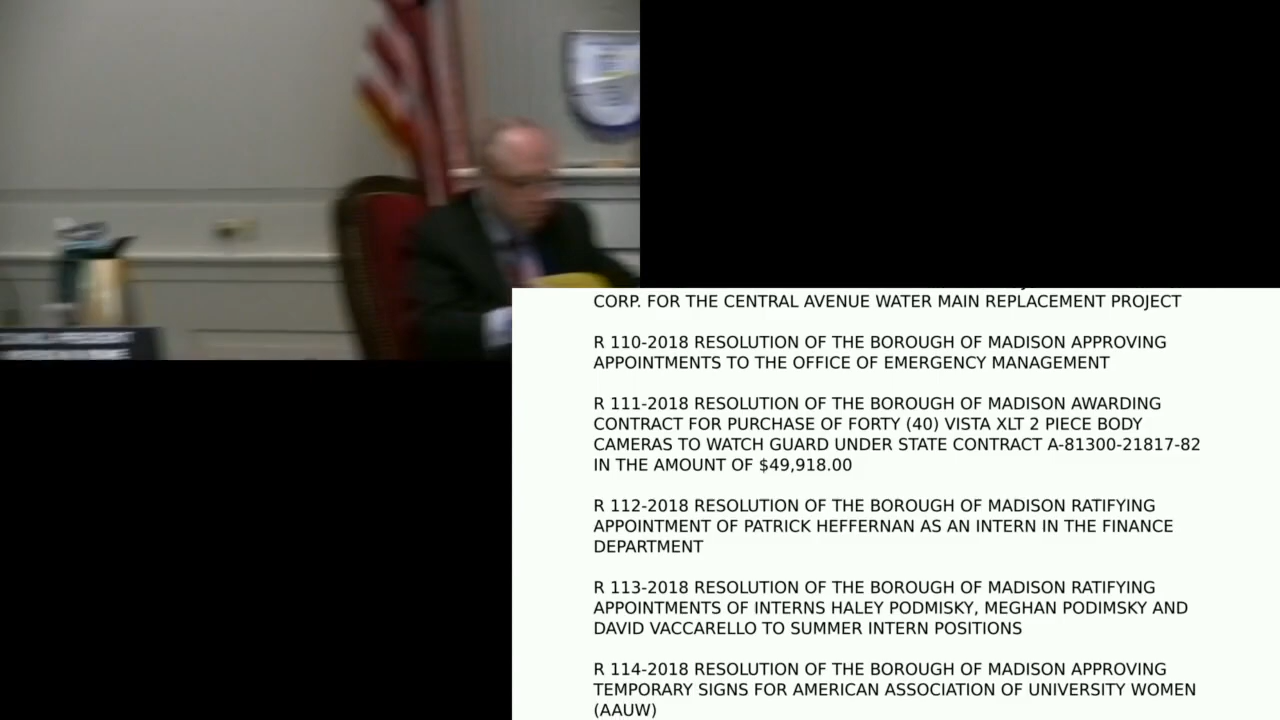 CORP. FOR THE CENTRAL AVENUE WATER MAIN REPLACEMENT PROJECT
R 110-2018 RESOLUTION OF THE BOROUGH OF MADISON APPROVING
APPOINTMENTS TO THE OFFICE OF EMERGENCY MANAGEMENT
R 111-2018 RESOLUTION OF THE BOROUGH OF MADISON AWARDING
CONTRACT FOR PURCHASE OF FORTY (40) VISTA XLT 2 PIECE BODY
CAMERAS TO WATCH GUARD UNDER STATE CONTRACT A-81300-21817-82
IN THE AMOUNT OF $49,918.00
R 112-2018 RESOLUTION OF THE BOROUGH OF MADISON RATIFYING
APPOINTMENT OF PATRICK HEFFERNAN AS AN INTERN IN THE FINANCE
DEPARTMENT
R 113-2018 RESOLUTION OF THE BOROUGH OF MADISON RATIFYING
APPOINTMENTS OF INTERNS HALEY PODMISKY, MEGHAN PODIMSKY AND
DAVID VACCARELLO TO SUMMER INTERN POSITIONS
R 114-2018 RESOLUTION OF THE BOROUGH OF MADISON APPROVING
TEMPORARY SIGNS FOR AMERICAN ASSOCIATION OF UNIVERSITY WOMEN
(AAUW)